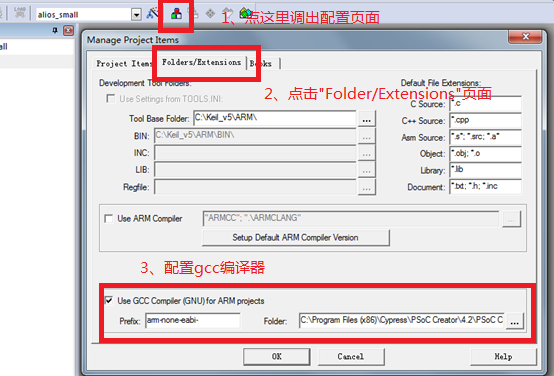 alios_small
1、点这里调出配置页面
all
Manage Project Items
Project Items
Folders/Extensions
Books
Development Tool Folders:
Default File Extensions:
Use Settings from TOOLS.INI:
2、点击"Folder/Extensions"页面
C Source:
*.c
Tool Base Folder:
C:\Keil_v5\ARM\
...
C++ Source:
*.cpp
BIN:
C:\Keil_v5\ARM\BIN\
...
Asm Source:
*.s*; *.src; *.a*
INC:
...
Object:
*.obj; *.o
LIB:
...
Library:
*.lib
Regfile:
...
Document:
*.txt; *.h; *.inc
Use ARM Compiler
"ARMCC"; ".\ARMCLANG"
...
Setup Default ARM Compiler Version
3、配置gcc编译器
Use GCC Compiler (GNU) for ARM projects
Prefix:
arm-none-eabi-
Folder:
C:\Program Files (x86)\Cypress\PSoC Creator\4.2\PSoC C
...
OK
Cancel
Help